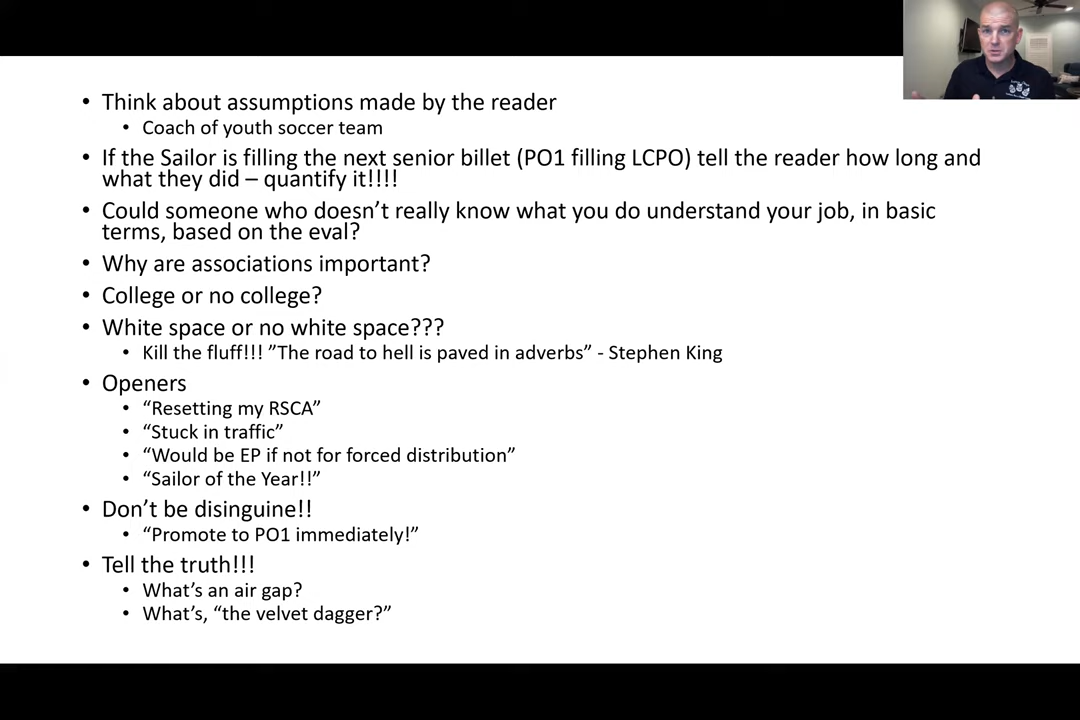 • Think about assumptions made by the reader
• Coach of youth soccer team
• If the Sailor is filling the next senior billet (PO1 filling LCPO) tell the reader how long and
what they did – quantify it!!!!
• Could someone who doesn’t really know what you do understand your job, in basic
terms, based on the eval?
• Why are associations important?
• College or no college?
• White space or no white space???
• Kill the fluff!!! ”The road to hell is paved in adverbs” - Stephen King
• Openers
• “Resetting my RSCA”
• “Stuck in traffic”
• “Would be EP if not for forced distribution”
• “Sailor of the Year!!”
• Don’t be disinguine!!
• “Promote to PO1 immediately!”
• Tell the truth!!!
• What’s an air gap?
• What’s, “the velvet dagger?”